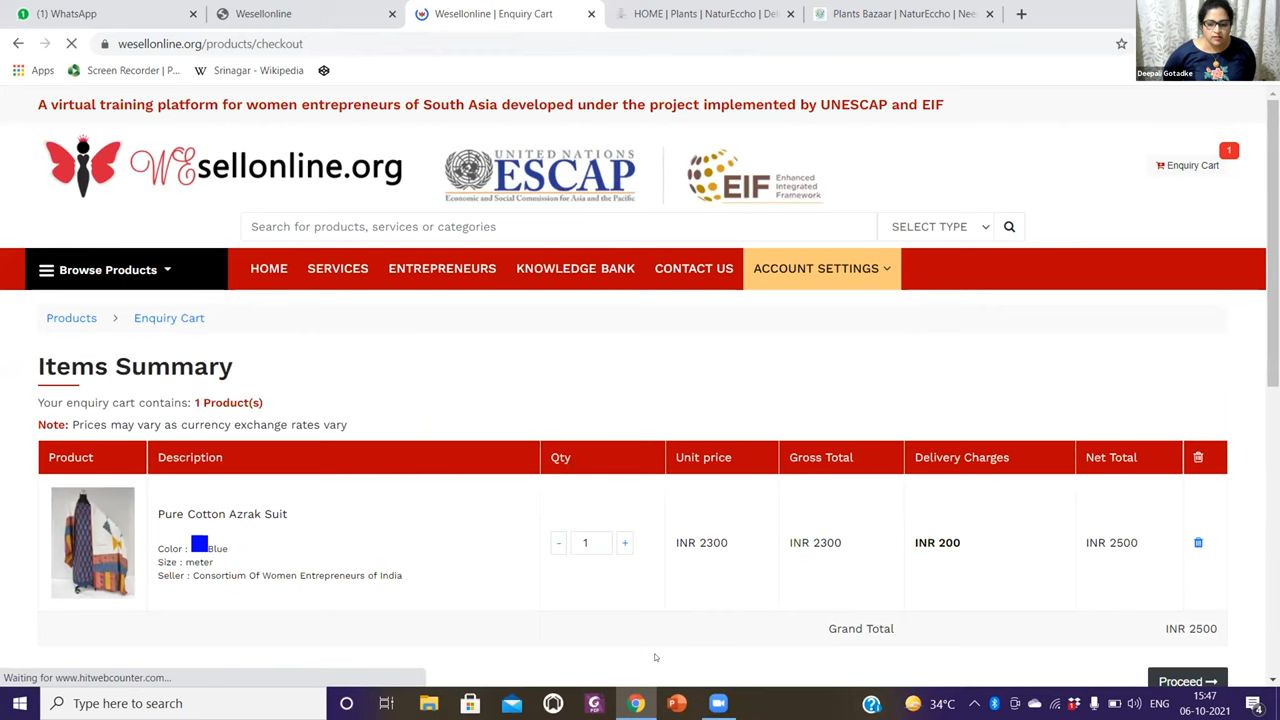 (1) WhatsApp
Wesellonline
Wesellonline | Enquiry Cart
HOME | Plants | NaturEccho | De
Plants Bazaar | NaturEccho | Nee
wesellonline.org/products/checkout
Apps
Screen Recorder | P...
Srinagar - Wikipedia
Deepali Gotadke
A virtual training platform for women entrepreneurs of South Asia developed under the project implemented by UNESCAP and EIF
WEsellonline.org
UNITED NATIONS
ESCAP
Economic and Social Commission for Asia and the Pacific
EIF
Enhanced
Integrated
Framework
1
Enquiry Cart
Search for products, services or categories
SELECT TYPE
Browse Products
HOME
SERVICES
ENTREPRENEURS
KNOWLEDGE BANK
CONTACT US
ACCOUNT SETTINGS
Products > Enquiry Cart
Items Summary
Your enquiry cart contains: 1 Product(s)
Note: Prices may vary as currency exchange rates vary
Product Description Qty Unit price Gross Total Delivery Charges Net Total
Pure Cotton Azrak Suit
Color : Blue
Size : meter
Seller : Consortium Of Women Entrepreneurs of India
- 1 +
INR 2300
INR 2300
INR 200
INR 2500
Grand Total INR 2500
Proceed →
Waiting for www.hitwebcounter.com...
Type here to search
34°C
ENG
15:47
06-10-2021
4